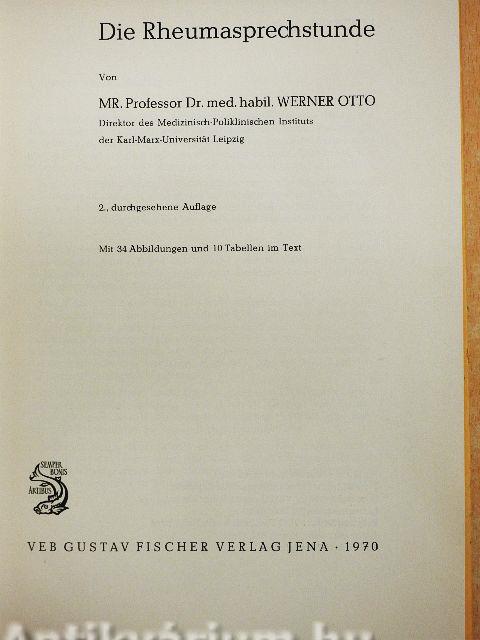 Die Rheumasprechstunde
Von
MR. Professor Dr. med. habil. WERNER OTTO
Direktor des Medizinisch-Poliklinischen Instituts
der Karl-Marx-Universität Leipzig
2., durchgesehene Auflage
Mit 34 Abbildungen und 10 Tabellen im Text
SEMPER
BONIS
ARTIBUS
VEB GUSTAV FISCHER VERLAG JENA · 1970
Antikvárium.hu